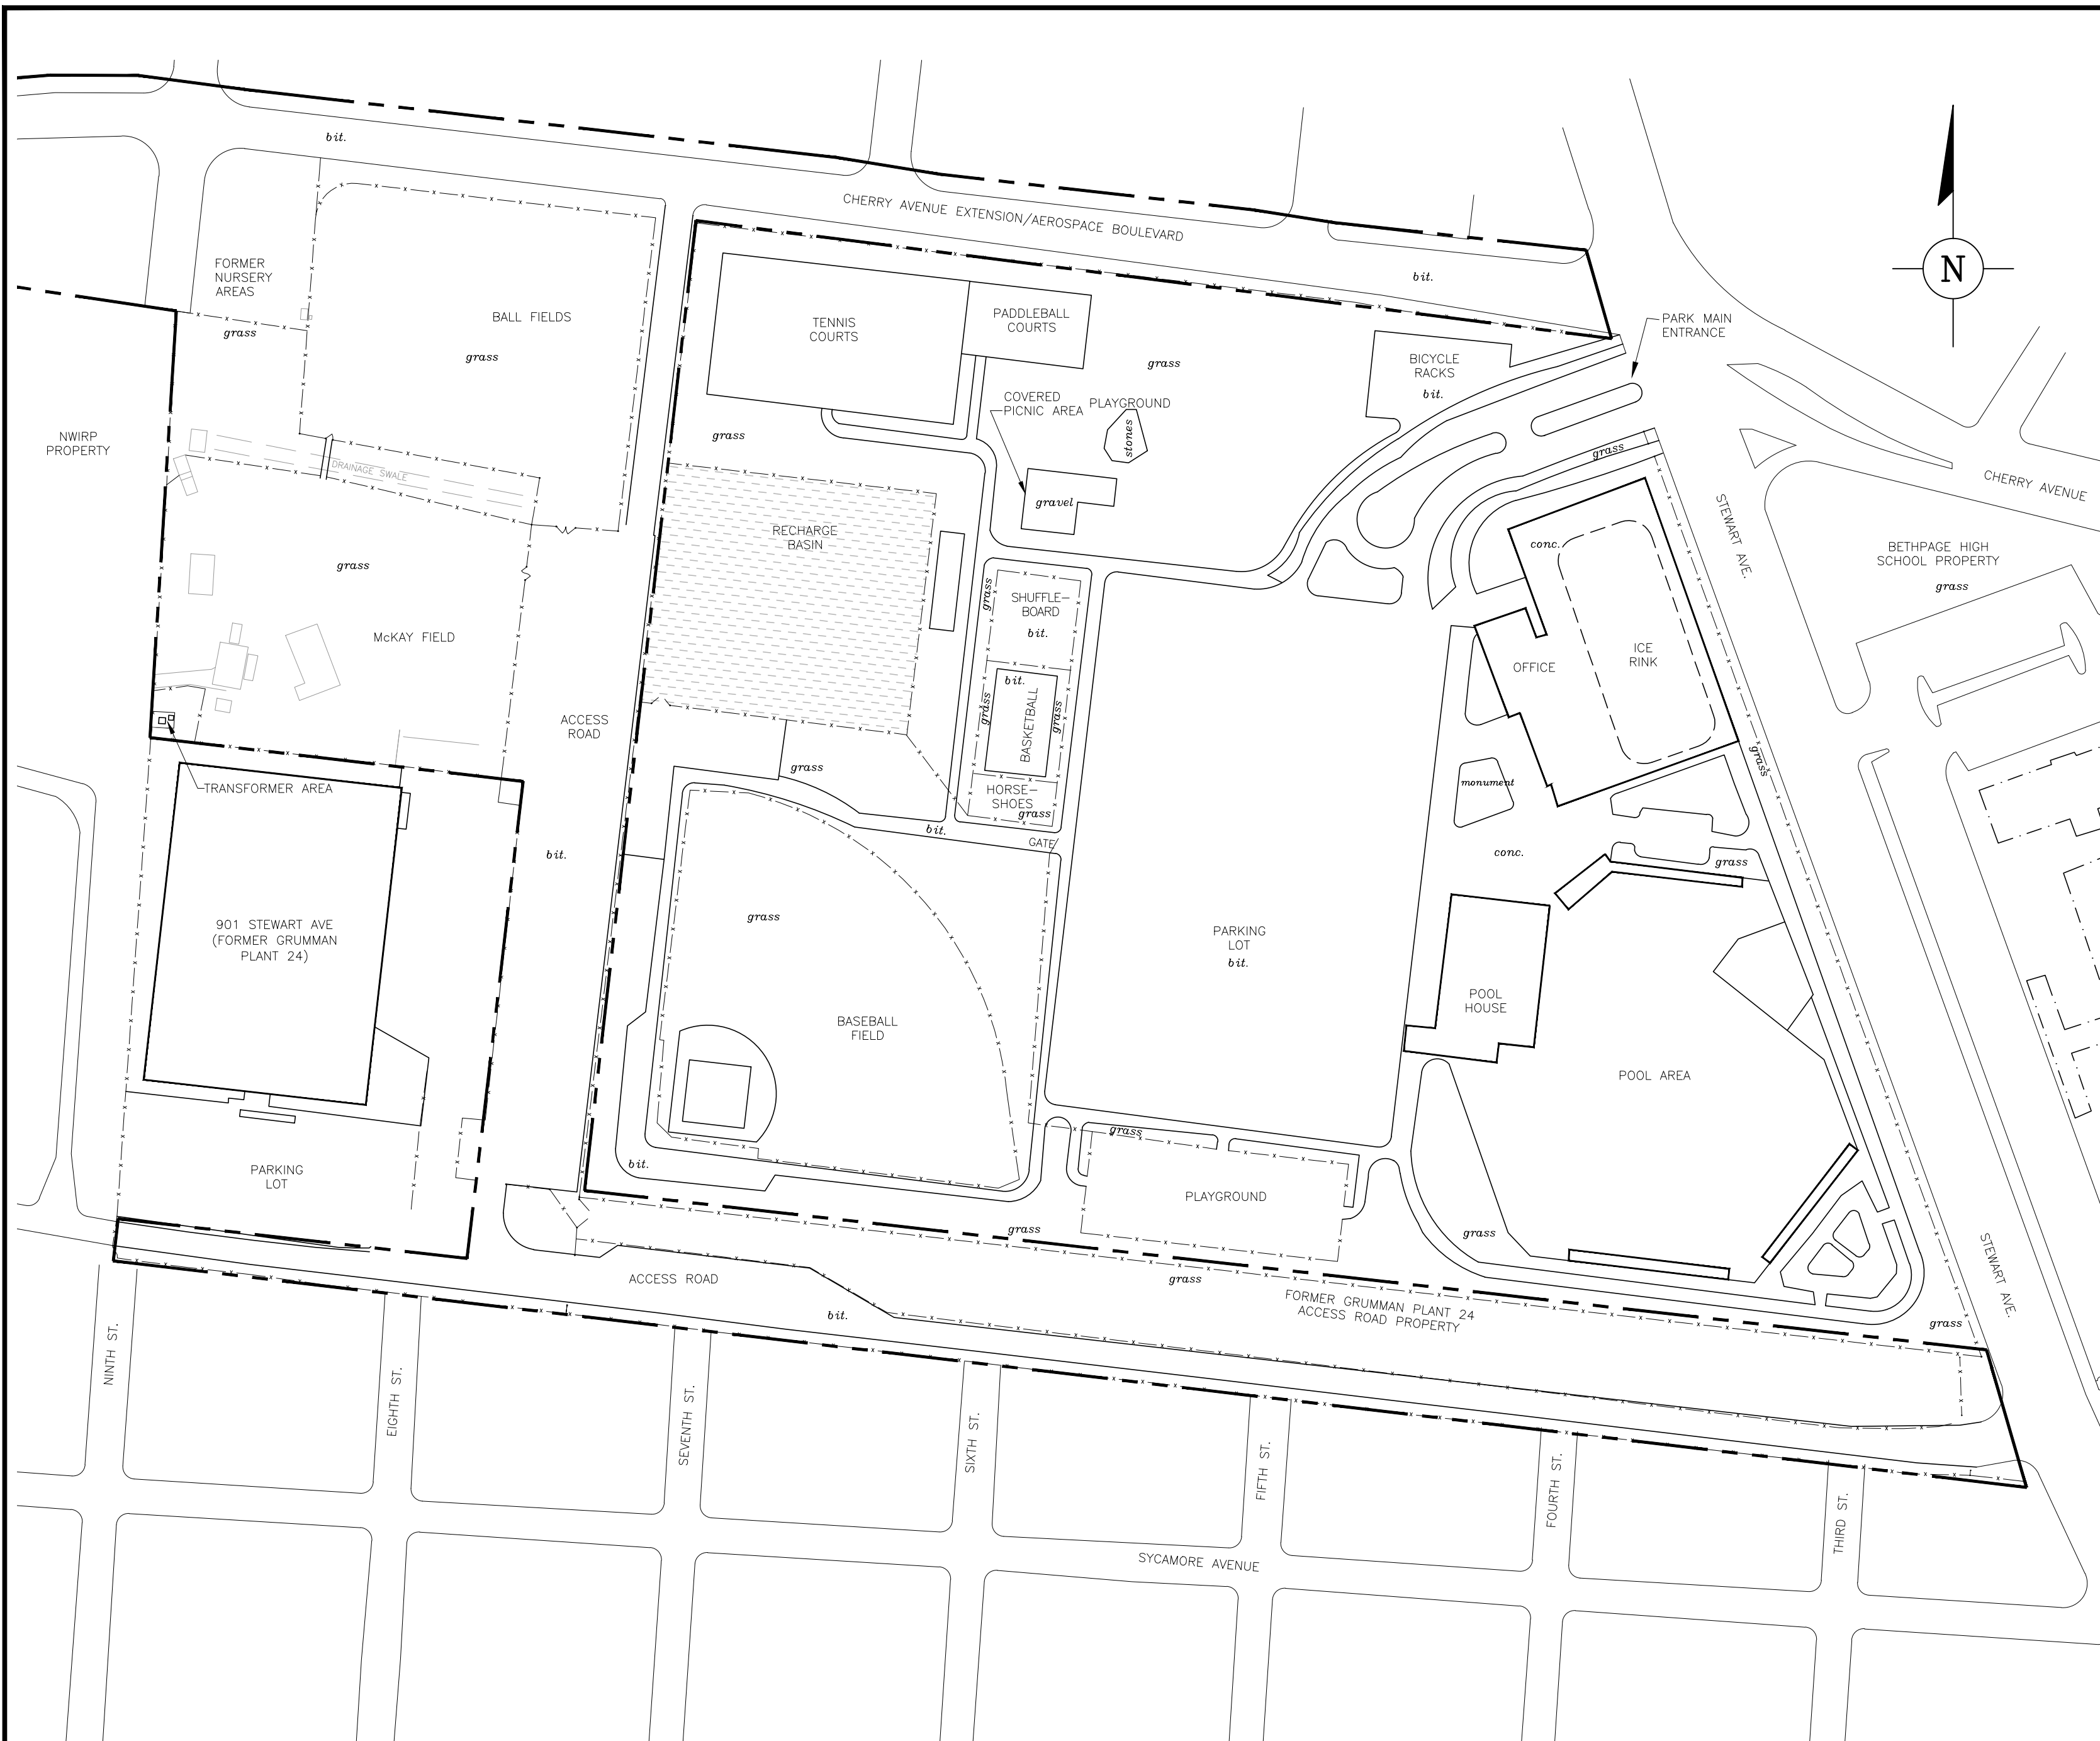 bit.
CHERRY AVENUE EXTENSION/AEROSPACE BOULEVARD
N
FORMER
NURSERY
AREAS
grass
BALL FIELDS
grass
TENNIS
COURTS
PADDLEBALL
COURTS
grass
bit.
PARK MAIN
ENTRANCE
BICYCLE
RACKS
bit.
COVERED
PICNIC AREA
PLAYGROUND
stones
NWIRP
PROPERTY
grass
DRAINAGE SWALE
grass
CHERRY AVENUE
gravel
RECHARGE
BASIN
STEWART AVE.
conc.
BETHPAGE HIGH
SCHOOL PROPERTY
grass
grass
McKAY FIELD
grass
SHUFFLE-
BOARD
bit.
OFFICE
ICE
RINK
grass
bit.
BASKETBALL
grass
ACCESS
ROAD
grass
grass
monument
TRANSFORMER AREA
HORSE-
SHOES
grass
bit.
GATE
bit.
conc.
grass
901 STEWART AVE
(FORMER GRUMMAN
PLANT 24)
grass
PARKING
LOT
bit.
POOL
HOUSE
BASEBALL
FIELD
POOL AREA
grass
PARKING
LOT
bit.
PLAYGROUND
grass
grass
STEWART AVE.
ACCESS ROAD
grass
bit.
FORMER GRUMMAN PLANT 24
ACCESS ROAD PROPERTY
grass
NINTH ST.
EIGHTH ST.
SEVENTH ST.
SIXTH ST.
FIFTH ST.
FOURTH ST.
THIRD ST.
SYCAMORE AVENUE